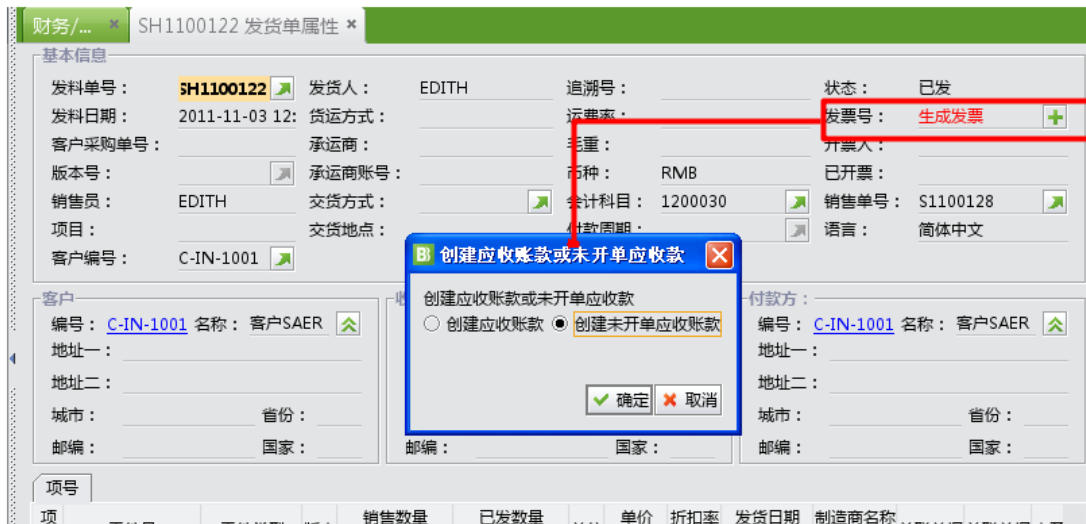 财务/... × SH1100122 发货单属性 ×
基本信息
发料单号： SH1100122 发货人： EDITH 追溯号： 状态： 已发
发料日期： 2011-11-03 12: 货运方式： 运费率： 发票号： 生成发票
客户采购单号： 承运商： 毛重： 开票人：
版本号： 承运商账号： 币种： RMB 已开票：
销售员： EDITH 交货方式： 会计科目： 1200030 销售单号： S1100128
项目： 交货地点： 付款周期： 语言： 简体中文
客户编号： C-IN-1001
创建应收账款或未开单应收款
创建应收账款或未开单应收款
创建应收账款 创建未开单应收账款
确定 取消
客户
编号： C-IN-1001 名称： 客户SAER
地址一：
地址二：
城市： 省份：
邮编： 国家：
邮编： 国家：
付款方：
编号： C-IN-1001 名称： 客户SAER
地址一：
地址二：
城市： 省份：
邮编： 国家：
项号
项 销售数量 已发数量 单价 折扣率 发货日期 制造商名称